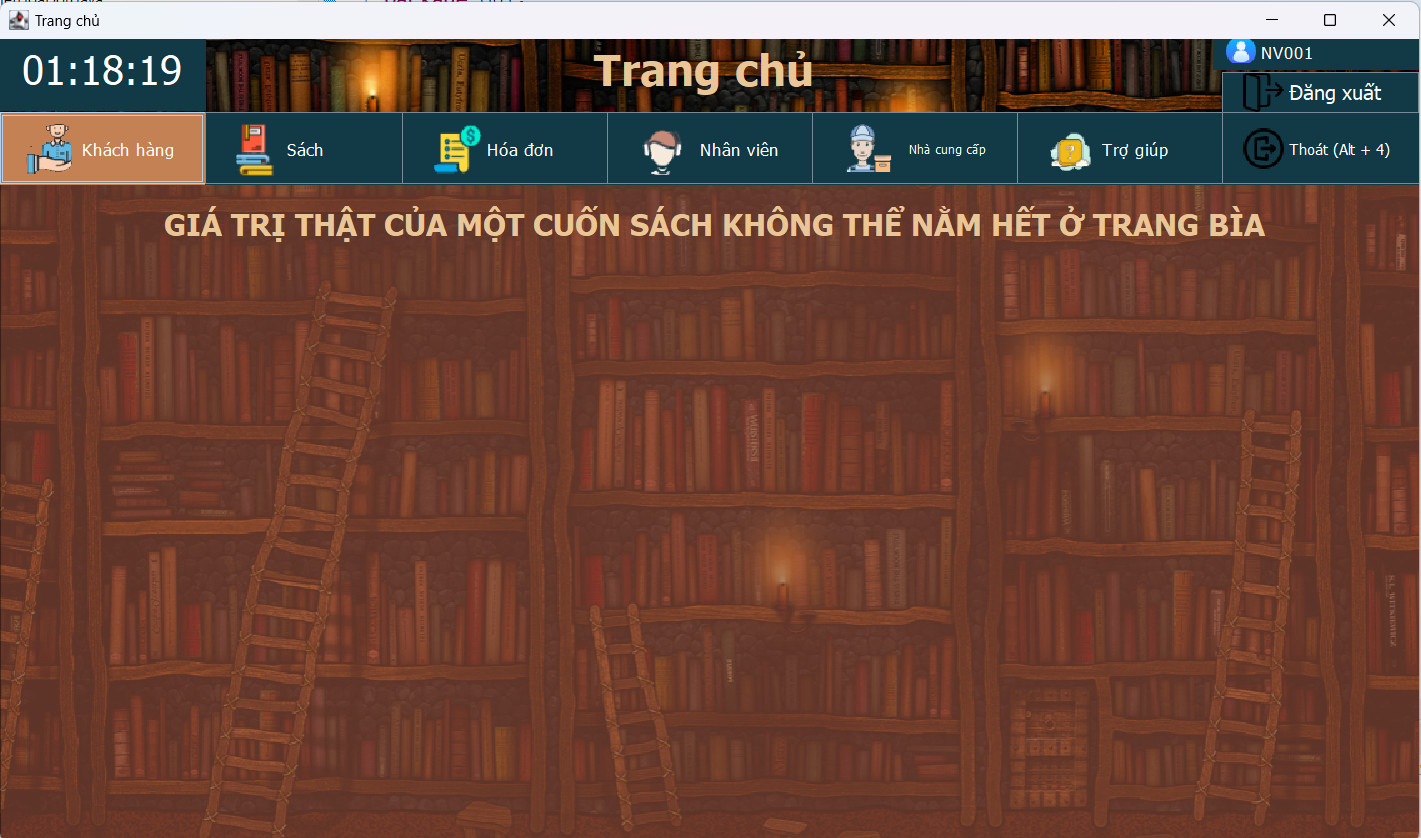 Trang chủ
01:18:19
Trang chủ
NV001
Đăng xuất
Khách hàng
Sách
Hóa đơn
Nhân viên
Nhà cung cấp
Trợ giúp
Thoát (Alt + 4)
GIÁ TRỊ THẬT CỦA MỘT CUỐN SÁCH KHÔNG THỂ NẰM HẾT Ở TRANG BÌA